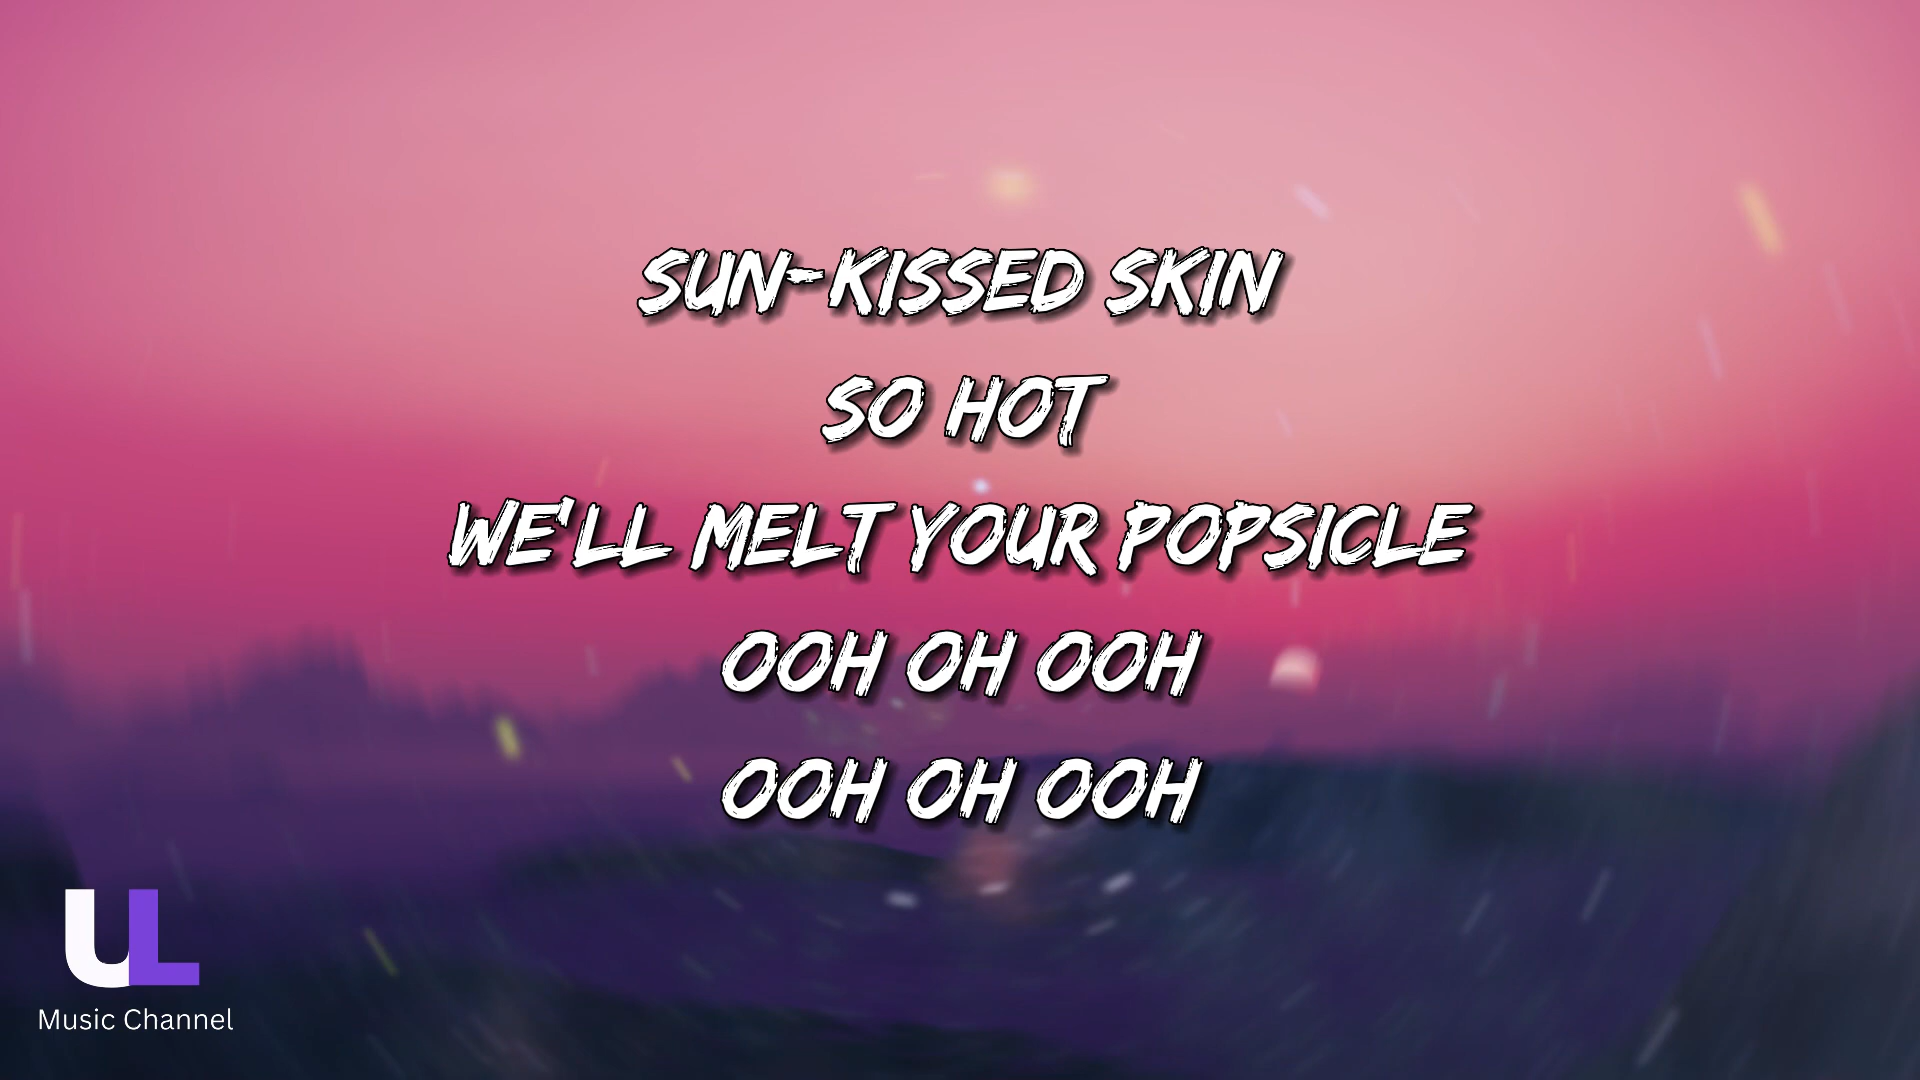 SUN-KISSED SKIN
SO HOT
WE'LL MELT YOUR POPSICLE
OOH OH OOH
OOH OH OOH
UL
Music Channel